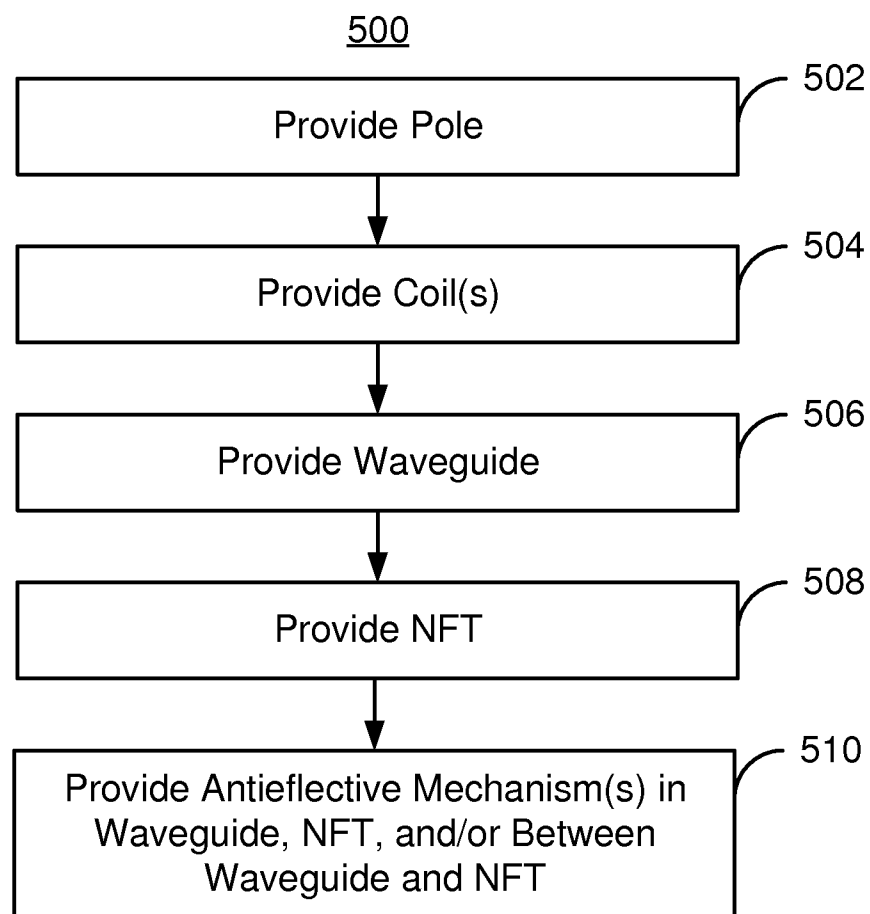 500
502
Provide Pole
504
Provide Coil(s)
506
Provide Waveguide
508
Provide NFT
510
Provide Antieflective Mechanism(s) in
Waveguide, NFT, and/or Between
Waveguide and NFT